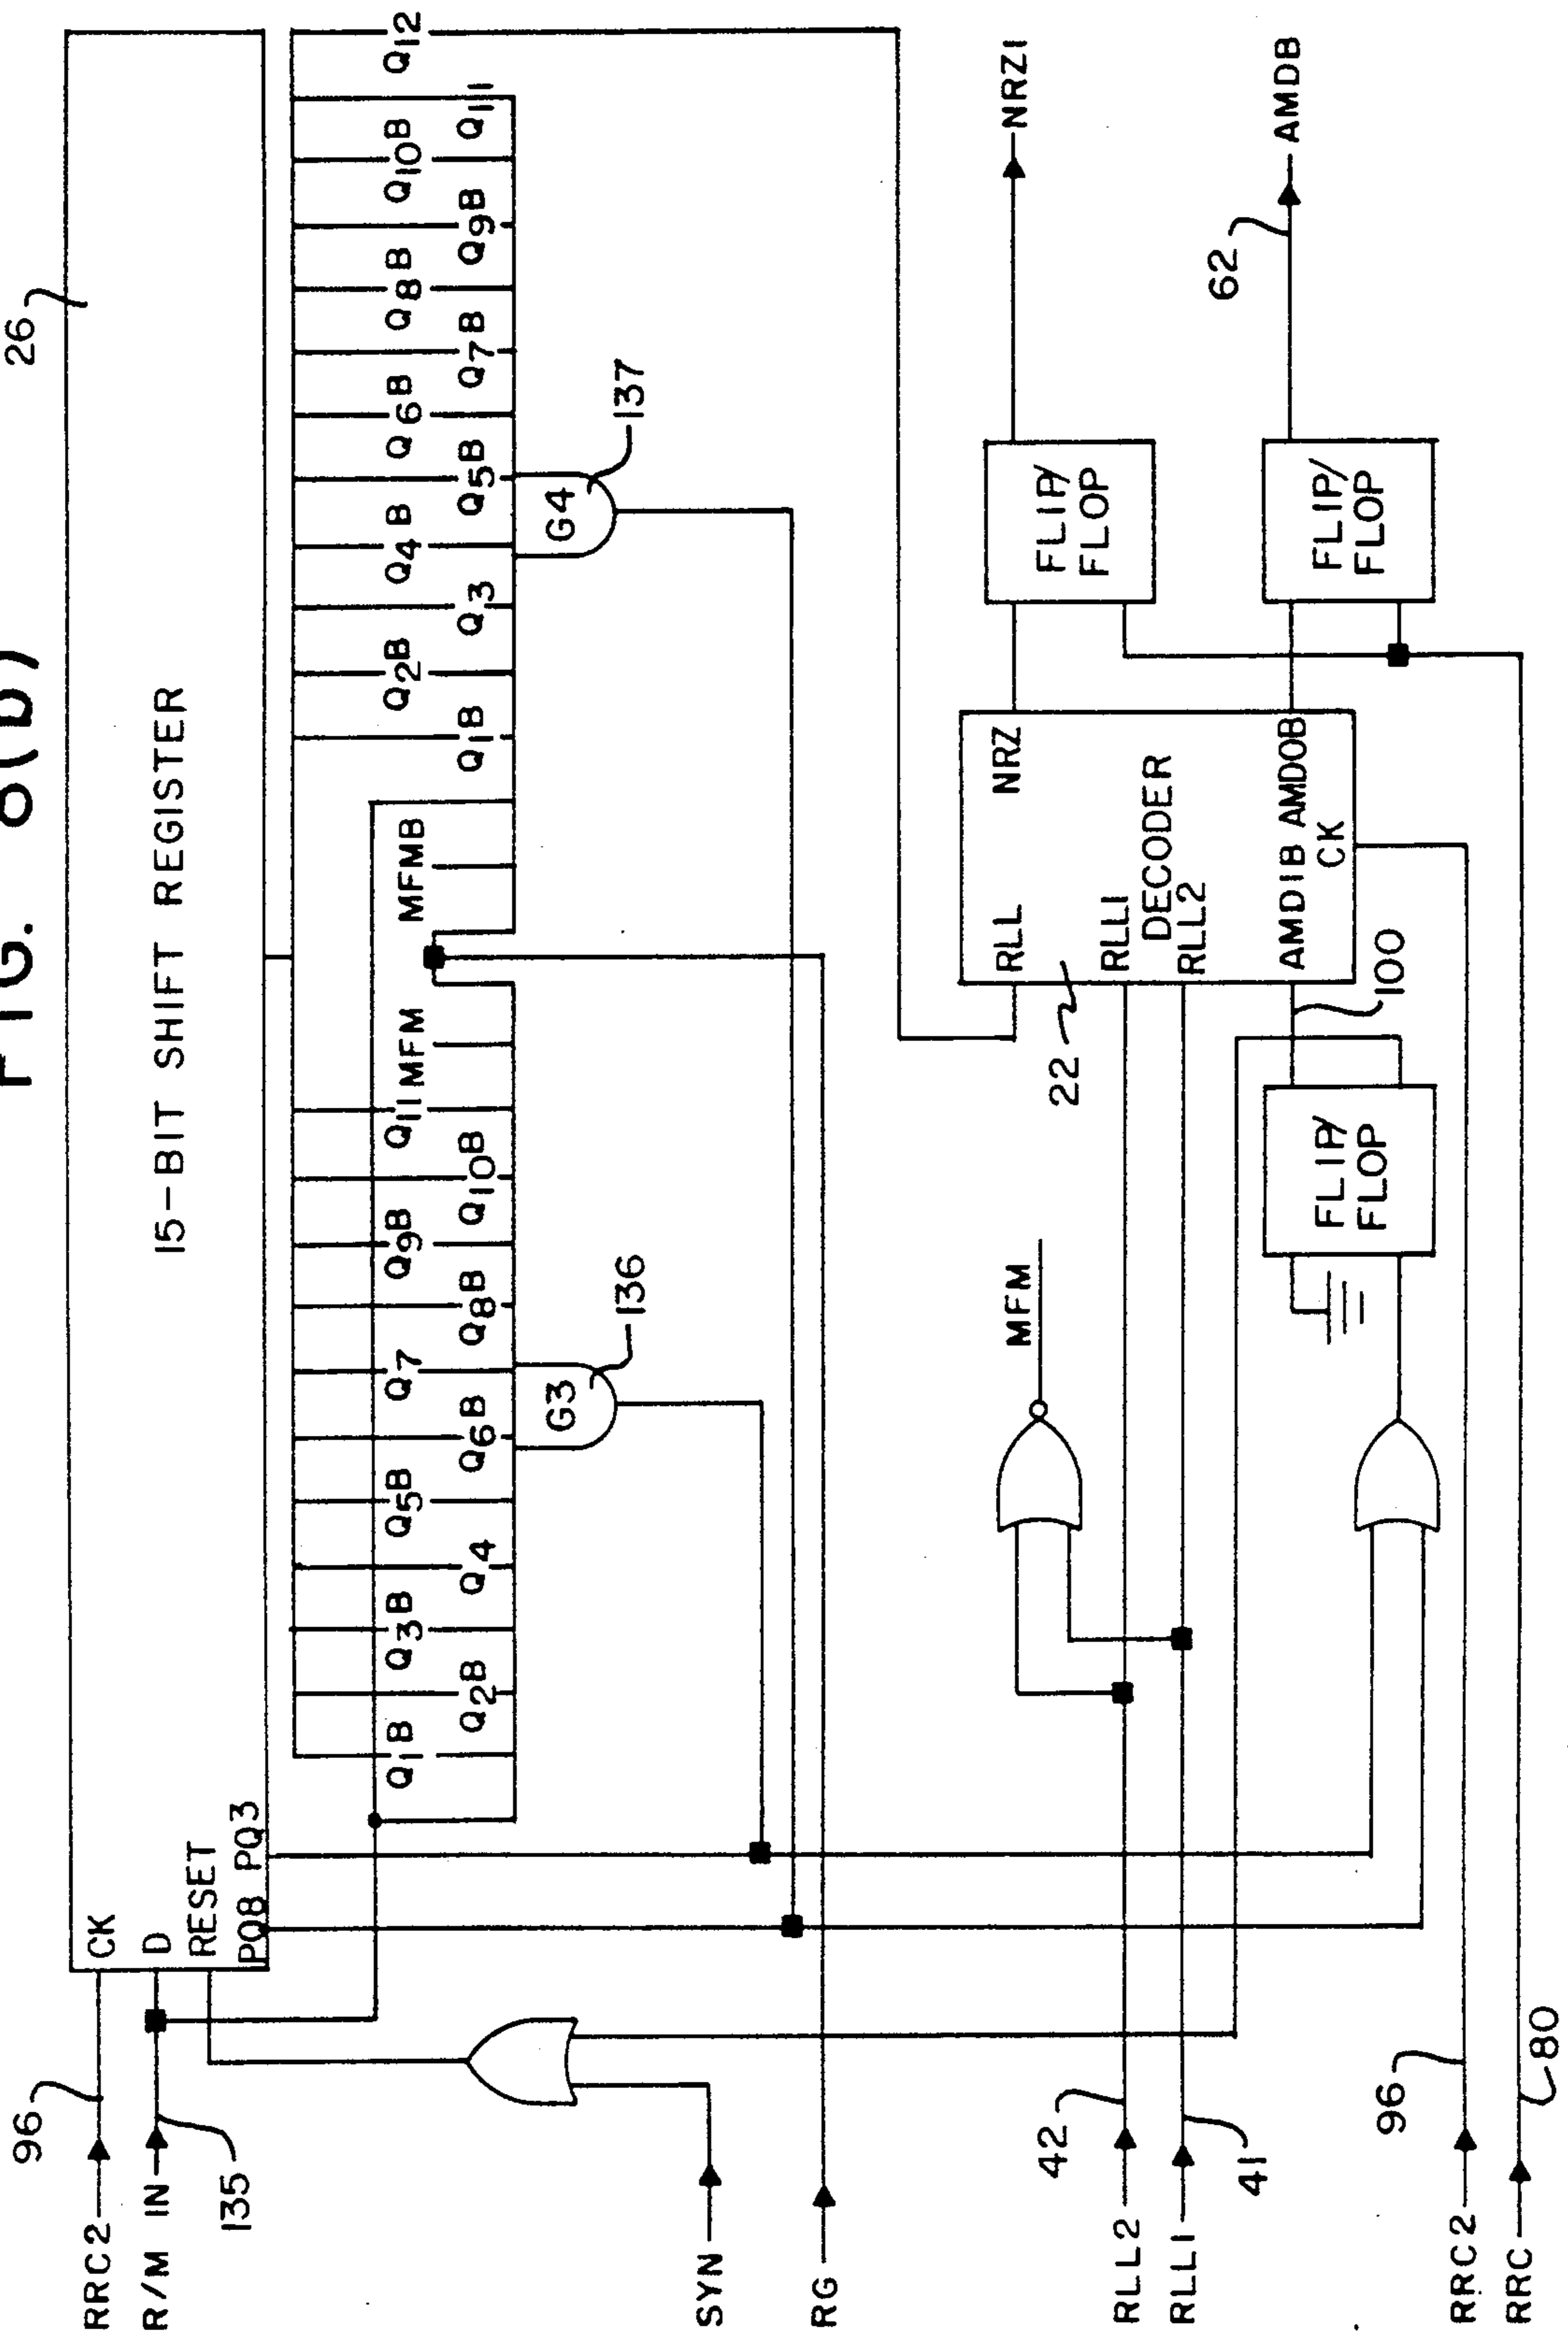 FIG. 8(b)
26
96
RRC2
R/M IN
135
CK
D
RESET
PQ8 PQ3
15-BIT SHIFT REGISTER
Q1B
Q2B
Q3B
Q4
Q5B
Q6B
Q7
Q8B
Q9B
Q10B
Q11
MFM
MFMB
Q1B
Q2B
Q3
Q4B
Q5B
Q6B
Q7B
Q8B
Q9B
Q10B
Q11
Q12
G3
136
G4
137
SYN
RG
RLL2
42
RLL1
41
MFM
22
RLL
NRZ
RLL1
DECODER
RLL2
AMDIB AMDOB
CK
100
FLIP/
FLOP
FLIP/
FLOP
NRZ1
FLIP/
FLOP
62
AMDB
RRC2
96
RRC
80